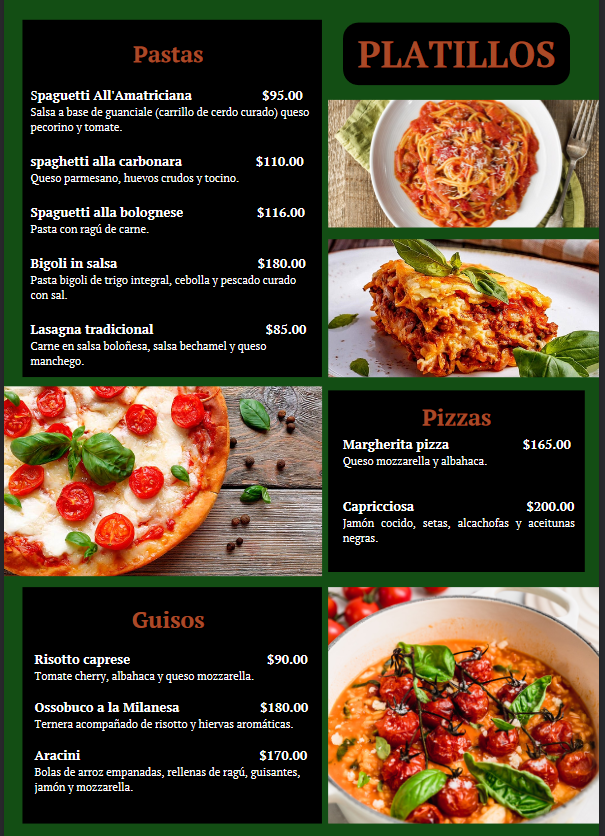 PLATILLOS
Pastas
Spaguetti All'Amatriciana $95.00
Salsa a base de guanciale (carrillo de cerdo curado) queso
pecorino y tomate.
spaghetti alla carbonara $110.00
Queso parmesano, huevos crudos y tocino.
Spaguetti alla bolognese $116.00
Pasta con ragú de carne.
Bigoli in salsa $180.00
Pasta bigoli de trigo integral, cebolla y pescado curado
con sal.
Lasagna tradicional $85.00
Carne en salsa boloñesa, salsa bechamel y queso
manchego.
Pizzas
Margherita pizza $165.00
Queso mozzarella y albahaca.
Capricciosa $200.00
Jamón cocido, setas, alcachofas y aceitunas
negras.
Guisos
Risotto caprese $90.00
Tomate cherry, albahaca y queso mozzarella.
Ossobuco a la Milanesa $180.00
Ternera acompañado de risotto y hiervas aromáticas.
Aracini $170.00
Bolas de arroz empanadas, rellenas de ragú, guisantes,
jamón y mozzarella.